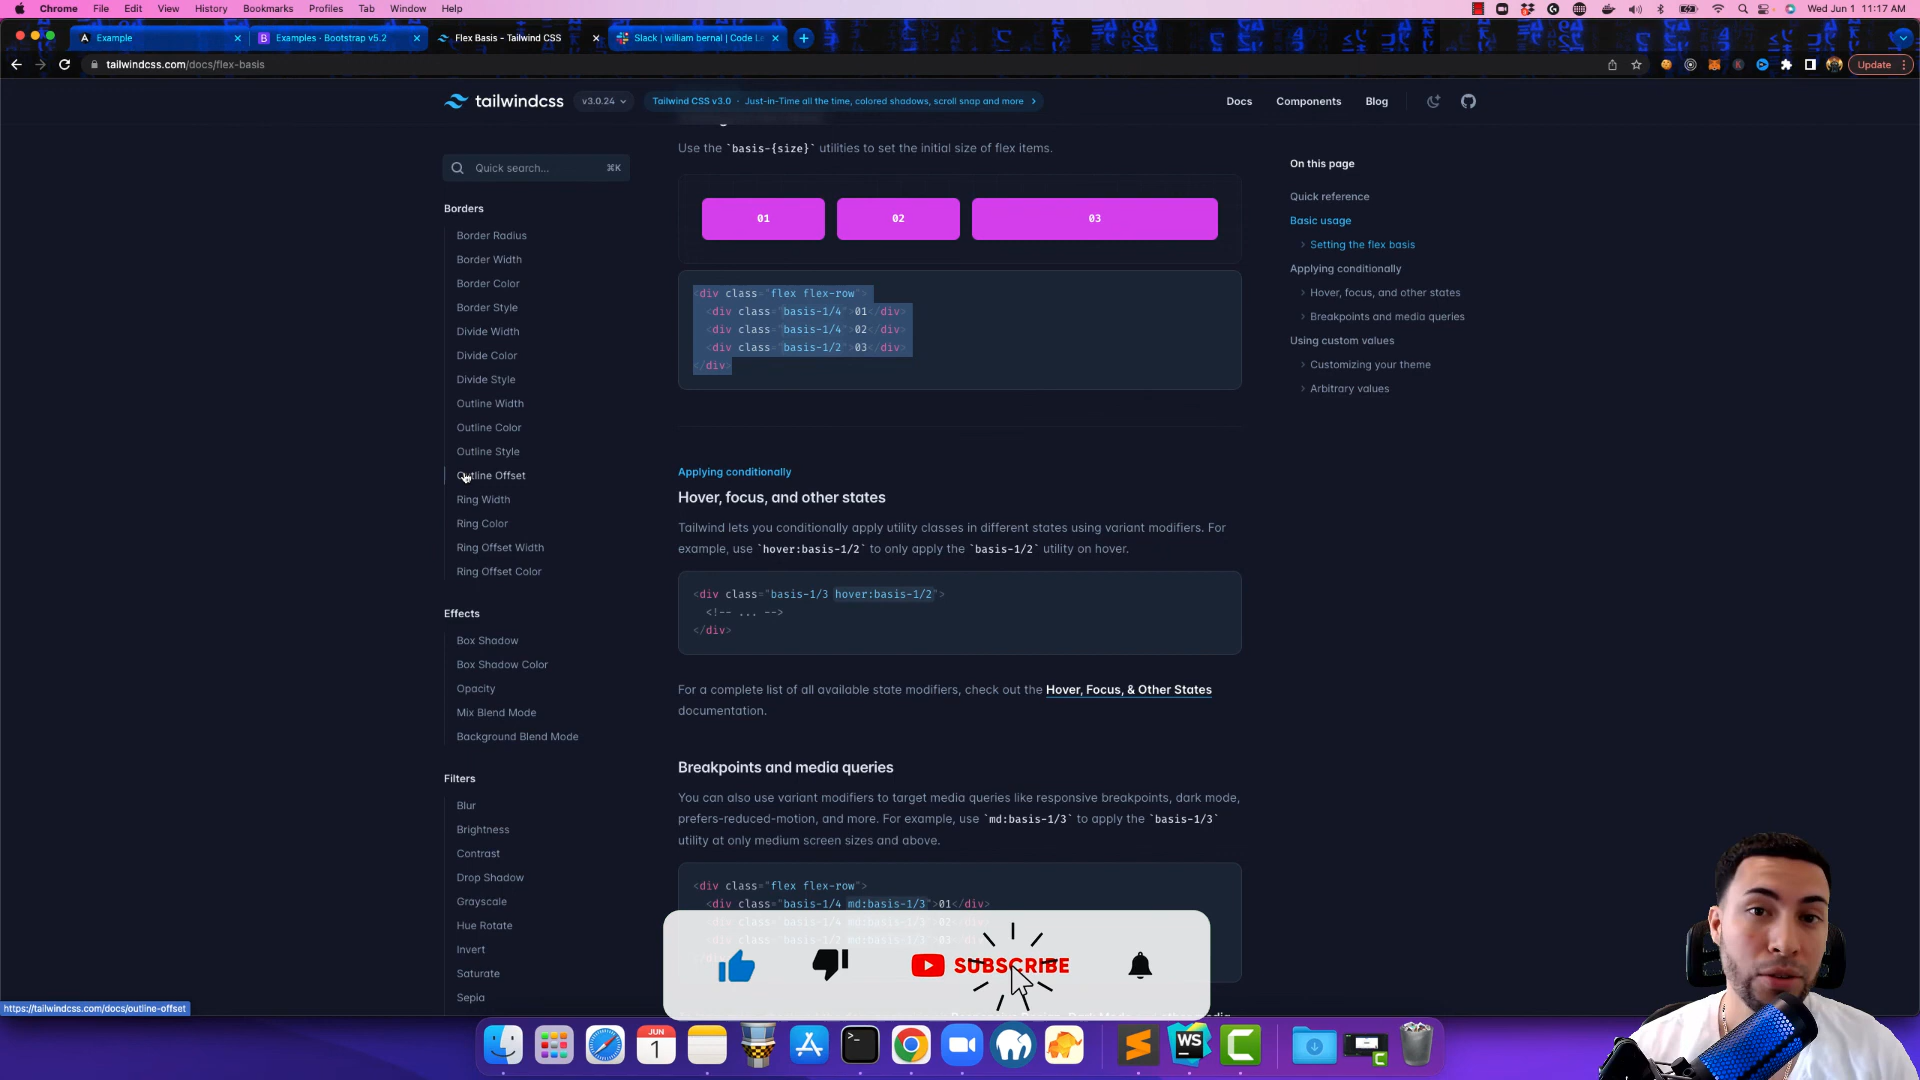 Chrome File Edit View History Bookmarks Profiles Tab Window Help Wed Jun 1 11:17 AM
Example Examples · Bootstrap v5.2 Flex Basis - Tailwind CSS Slack | william bernal | Code Le
tailwindcss.com/docs/flex-basis Update
tailwindcss v3.0.24 Tailwind CSS v3.0 · Just-in-Time all the time, colored shadows, scroll snap and more Docs Components Blog
Quick search... ⌘K
Borders
Border Radius
Border Width
Border Color
Border Style
Divide Width
Divide Color
Divide Style
Outline Width
Outline Color
Outline Style
Outline Offset
Ring Width
Ring Color
Ring Offset Width
Ring Offset Color
Effects
Box Shadow
Box Shadow Color
Opacity
Mix Blend Mode
Background Blend Mode
Filters
Blur
Brightness
Contrast
Drop Shadow
Grayscale
Hue Rotate
Invert
Saturate
Sepia
Use the `basis-{size}` utilities to set the initial size of flex items.
01 02 03
<div class="flex flex-row">
<div class="basis-1/4">01</div>
<div class="basis-1/4">02</div>
<div class="basis-1/2">03</div>
</div>
Applying conditionally
Hover, focus, and other states
Tailwind lets you conditionally apply utility classes in different states using variant modifiers. For
example, use `hover:basis-1/2` to only apply the `basis-1/2` utility on hover.
<div class="basis-1/3 hover:basis-1/2">
<!-- ... -->
</div>
For a complete list of all available state modifiers, check out the Hover, Focus, & Other States
documentation.
Breakpoints and media queries
You can also use variant modifiers to target media queries like responsive breakpoints, dark mode,
prefers-reduced-motion, and more. For example, use `md:basis-1/3` to apply the `basis-1/3`
utility at only medium screen sizes and above.
<div class="flex flex-row">
<div class="basis-1/4 md:basis-1/3">01</div>
SUBSCRIBE
On this page
Quick reference
Basic usage
Setting the flex basis
Applying conditionally
Hover, focus, and other states
Breakpoints and media queries
Using custom values
Customizing your theme
Arbitrary values
https://tailwindcss.com/docs/outline-offset
JUN
1
WS